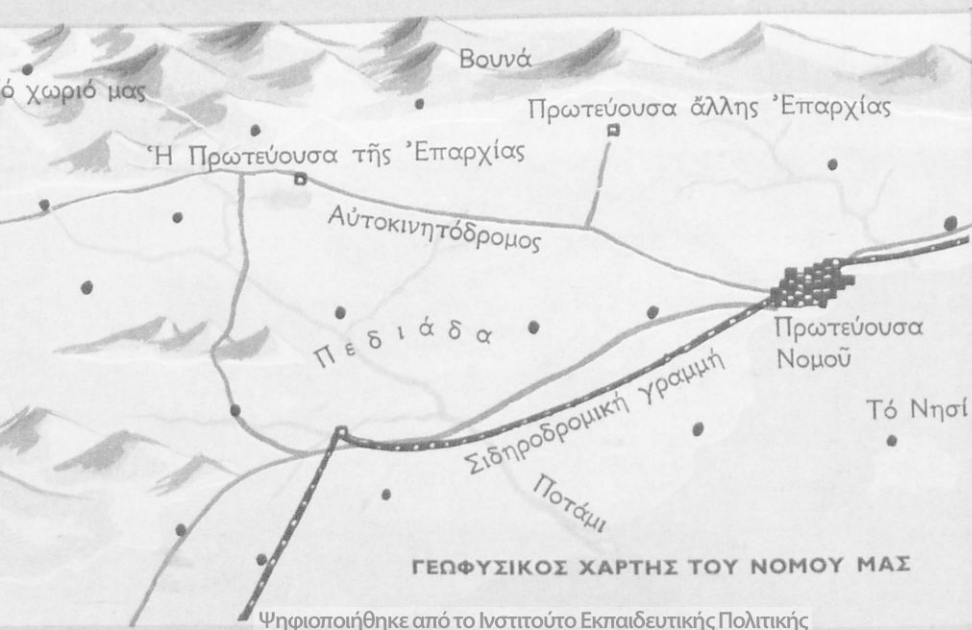 Βουνά
ό χωριό μας
Πρωτεύουσα ἄλλης Ἐπαρχίας
Ἡ Πρωτεύουσα τῆς Ἐπαρχίας
Αὐτοκινητόδρομος
Πεδιάδα
Πρωτεύουσα
Νομοῦ
Σιδηροδρομική γραμμή
Τό Νησί
Ποτάμι
ΓΕΩΦΥΣΙΚΟΣ ΧΑΡΤΗΣ ΤΟΥ ΝΟΜΟΥ ΜΑΣ
Ψηφιοποιήθηκε από το Ινστιτούτο Εκπαιδευτικής Πολιτικής